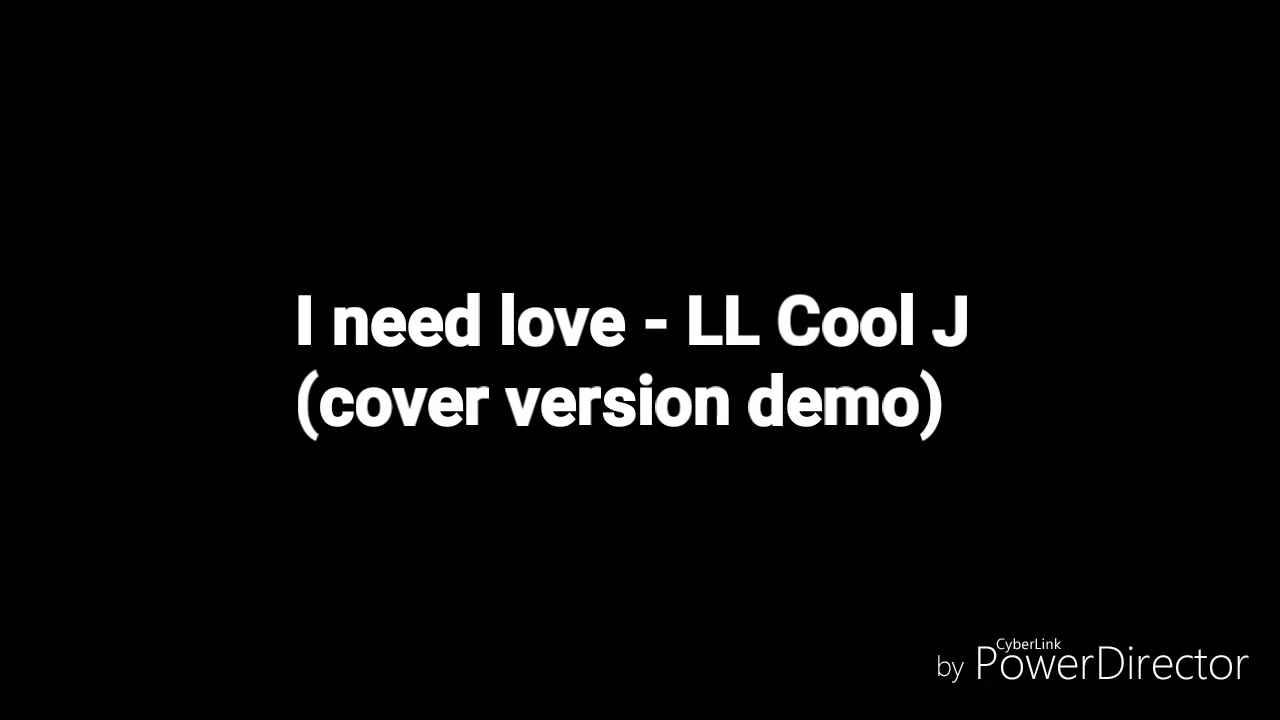 I need love - LL Cool J
(cover version demo)
CyberLink
by PowerDirector